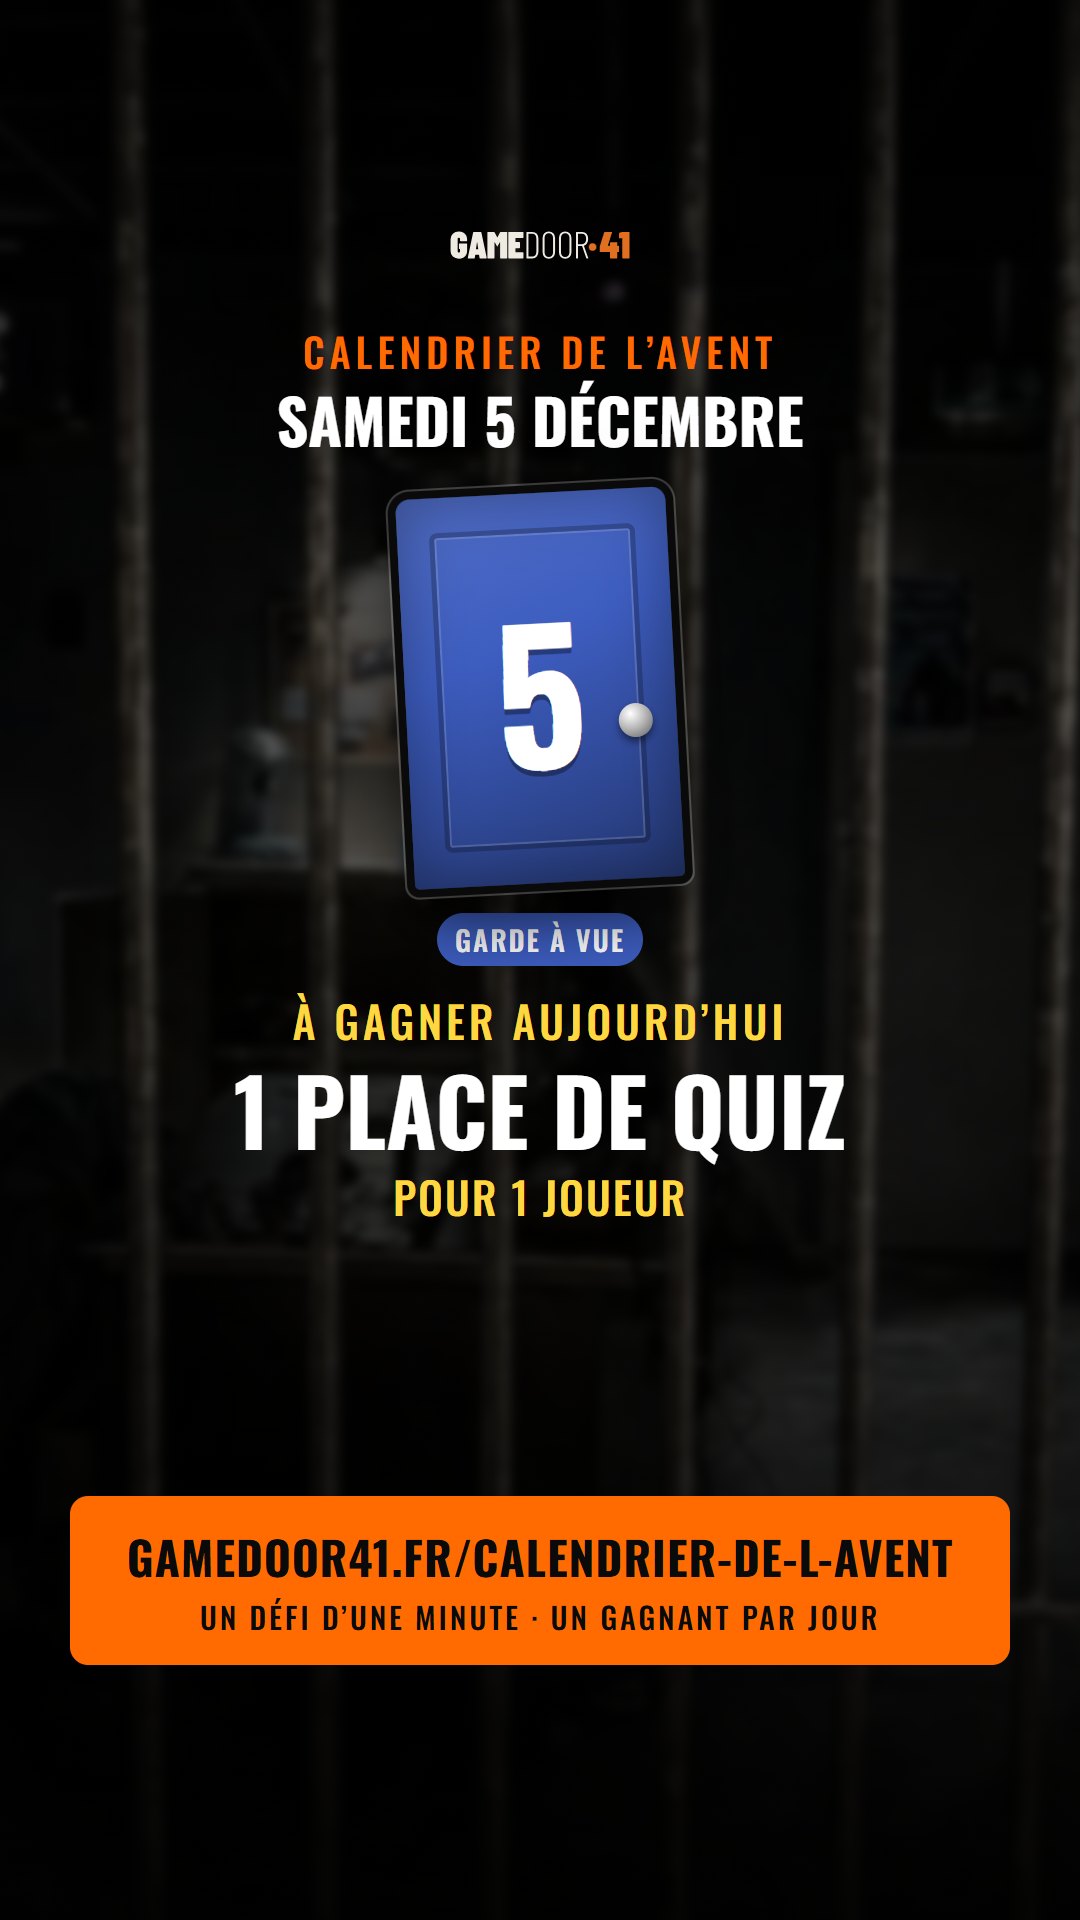 GAMEDOOR·41
CALENDRIER DE L’AVENT
SAMEDI 5 DÉCEMBRE
5
GARDE À VUE
À GAGNER AUJOURD’HUI
1 PLACE DE QUIZ
POUR 1 JOUEUR
GAMEDOOR41.FR/CALENDRIER-DE-L-AVENT
UN DÉFI D’UNE MINUTE · UN GAGNANT PAR JOUR